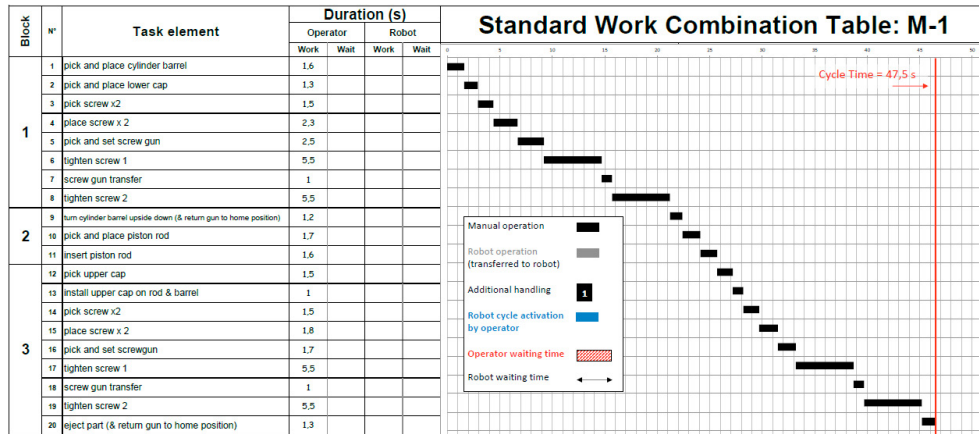 Block
N°
Task element
Duration (s)
Operator
Robot
Work
Wait
Work
Wait
Standard Work Combination Table: M-1
0 5 10 15 20 25 30 35 40 45 50
Cycle Time = 47,5 s
1
1 pick and place cylinder barrel 1,6
2 pick and place lower cap 1,3
3 pick screw x2 1,5
4 place screw x 2 2,3
5 pick and set screw gun 2,5
6 tighten screw 1 5,5
7 screw gun transfer 1
8 tighten screw 2 5,5
2
9 turn cylinder barrel upside down (& return gun to home position) 1,2
10 pick and place piston rod 1,7
11 insert piston rod 1,6
3
12 pick upper cap 1,5
13 install upper cap on rod & barrel 1
14 pick screw x2 1,5
15 place screw x 2 1,8
16 pick and set screwgun 1,7
17 tighten screw 1 5,5
18 screw gun transfer 1
19 tighten screw 2 5,5
20 eject part (& return gun to home position) 1,3
Manual operation
Robot operation
(transferred to robot)
Additional handling 1
Robot cycle activation
by operator
Operator waiting time
Robot waiting time